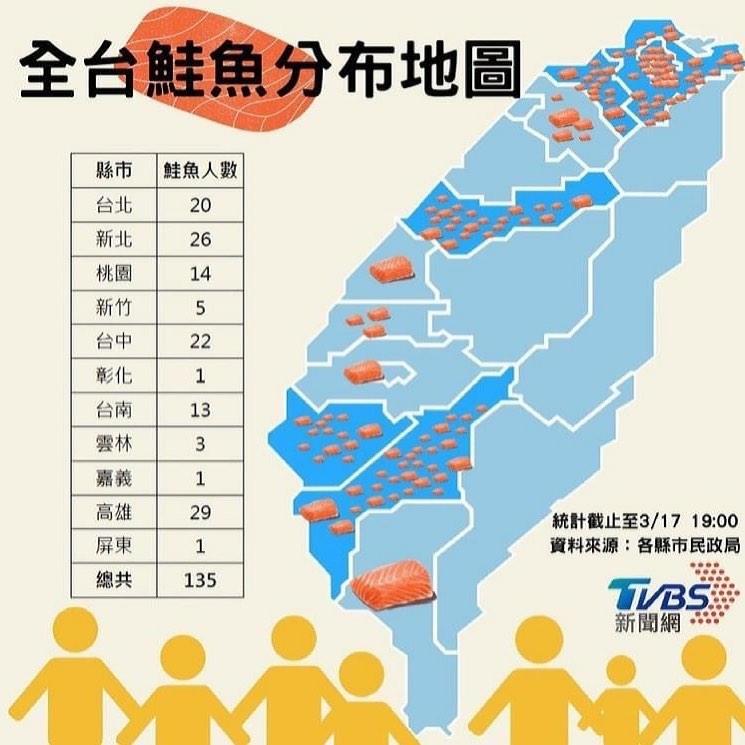 全台鮭魚分布地圖
縣市 鮭魚人數
台北 20
新北 26
桃園 14
新竹 5
台中 22
彰化 1
台南 13
雲林 3
嘉義 1
高雄 29
屏東 1
總共 135
統計截止至3/17 19:00
資料來源：各縣市民政局
TVBS
新聞網